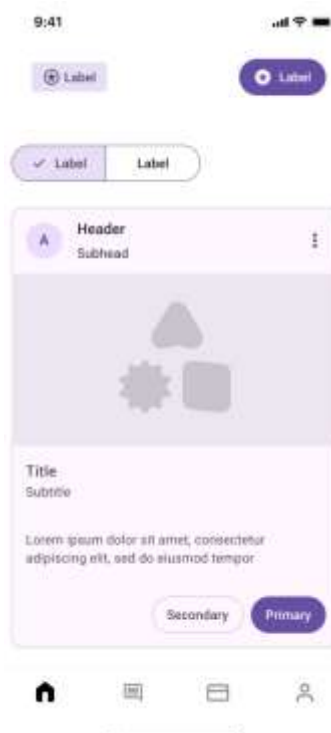 9:41
Label
Label
Label
Label
A
Header
Subhead
Title
Subtitle
Lorem ipsum dolor sit amet, consectetur
adipiscing elit, sed do eiusmod tempor
Secondary
Primary